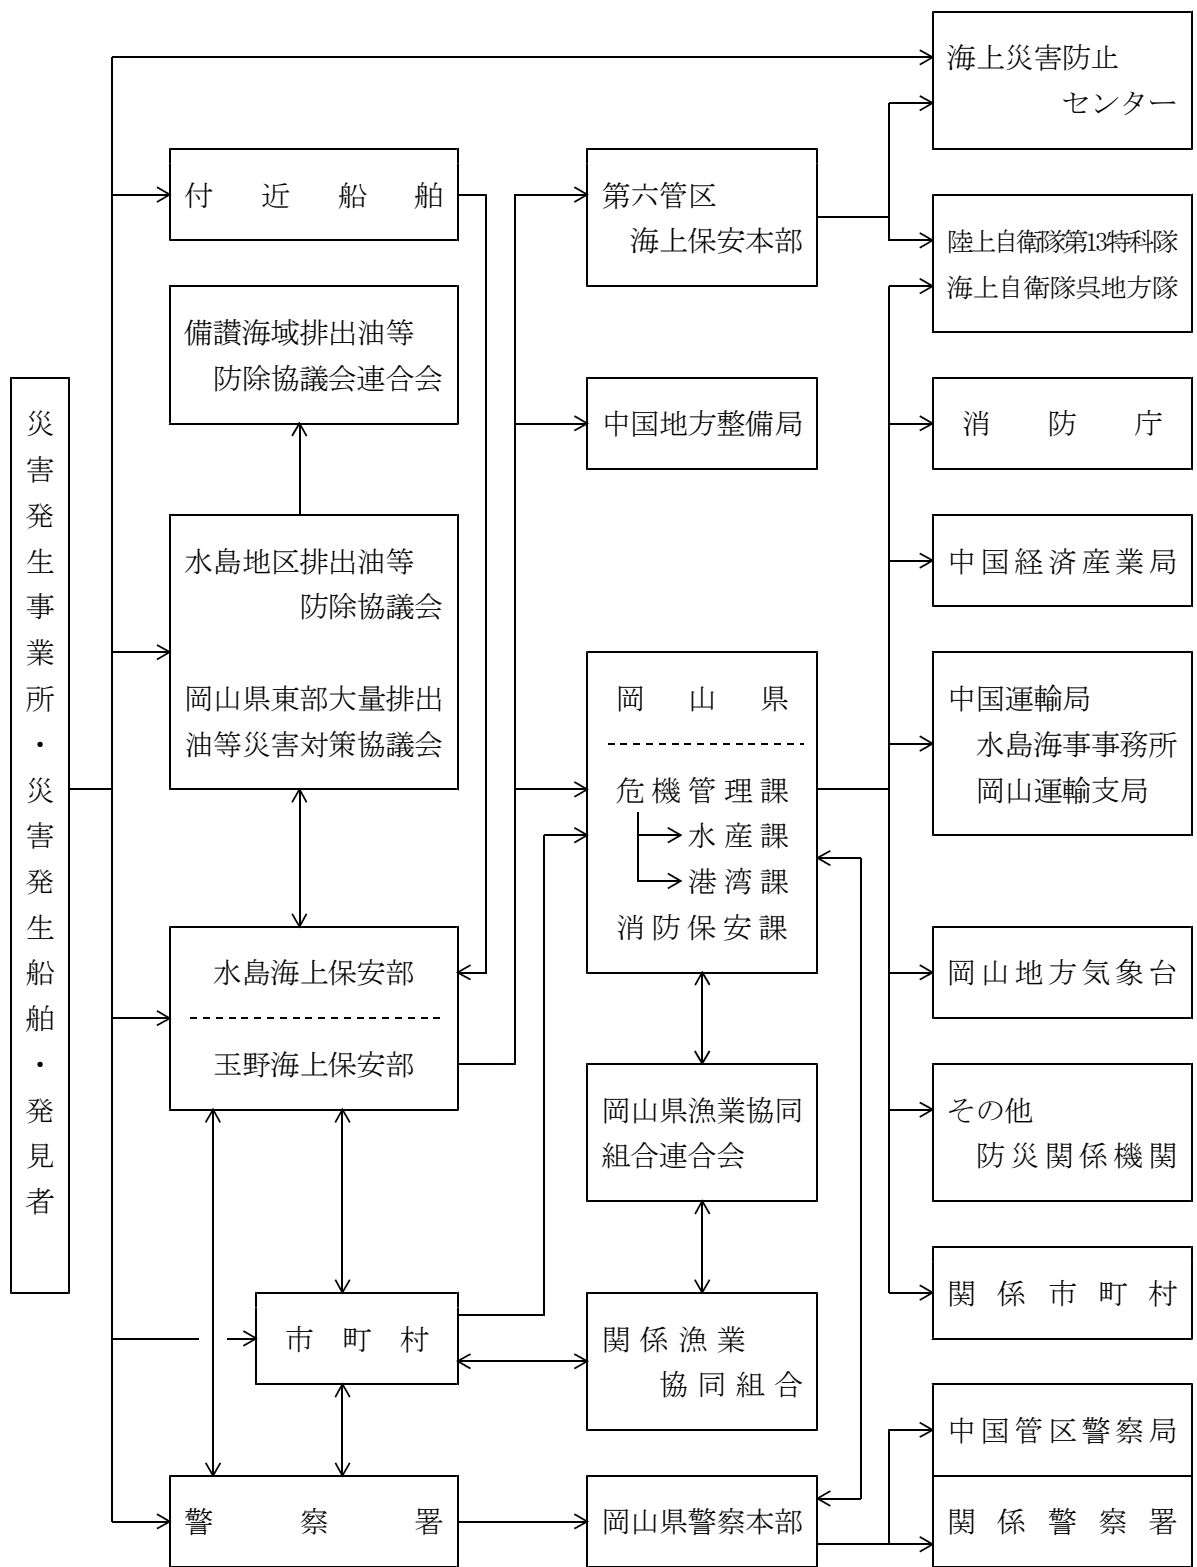 災害発生事業所・災害発生船舶・発見者
付近船舶
備讃海域排出油等
防除協議会連合会
水島地区排出油等
防除協議会
岡山県東部大量排出
油等災害対策協議会
水島海上保安部
玉野海上保安部
市町村
警察署
第六管区
海上保安本部
中国地方整備局
岡山県
危機管理課
水産課
港湾課
消防保安課
岡山県漁業協同
組合連合会
関係漁業
協同組合
岡山県警察本部
海上災害防止
センター
陸上自衛隊第13特科隊
海上自衛隊呉地方隊
消防庁
中国経済産業局
中国運輸局
水島海事事務所
岡山運輸支局
岡山地方気象台
その他
防災関係機関
関係市町村
中国管区警察局
関係警察署